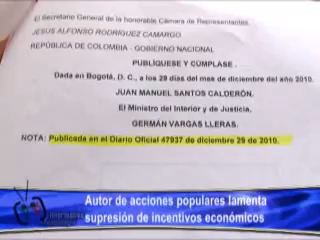 El Secretario General de la honorable Cámara de Representantes,
JESÚS ALFONSO RODRÍGUEZ CAMARGO
REPÚBLICA DE COLOMBIA - GOBIERNO NACIONAL
PUBLÍQUESE Y CÚMPLASE.
Dada en Bogotá, D. C., a los 29 días del mes de diciembre del año 2010.
JUAN MANUEL SANTOS CALDERÓN.
El Ministro del Interior y de Justicia,
GERMÁN VARGAS LLERAS.
NOTA: Publicada en el Diario Oficial 47937 de diciembre 29 de 2010.
Autor de acciones populares lamenta
supresión de incentivos económicos